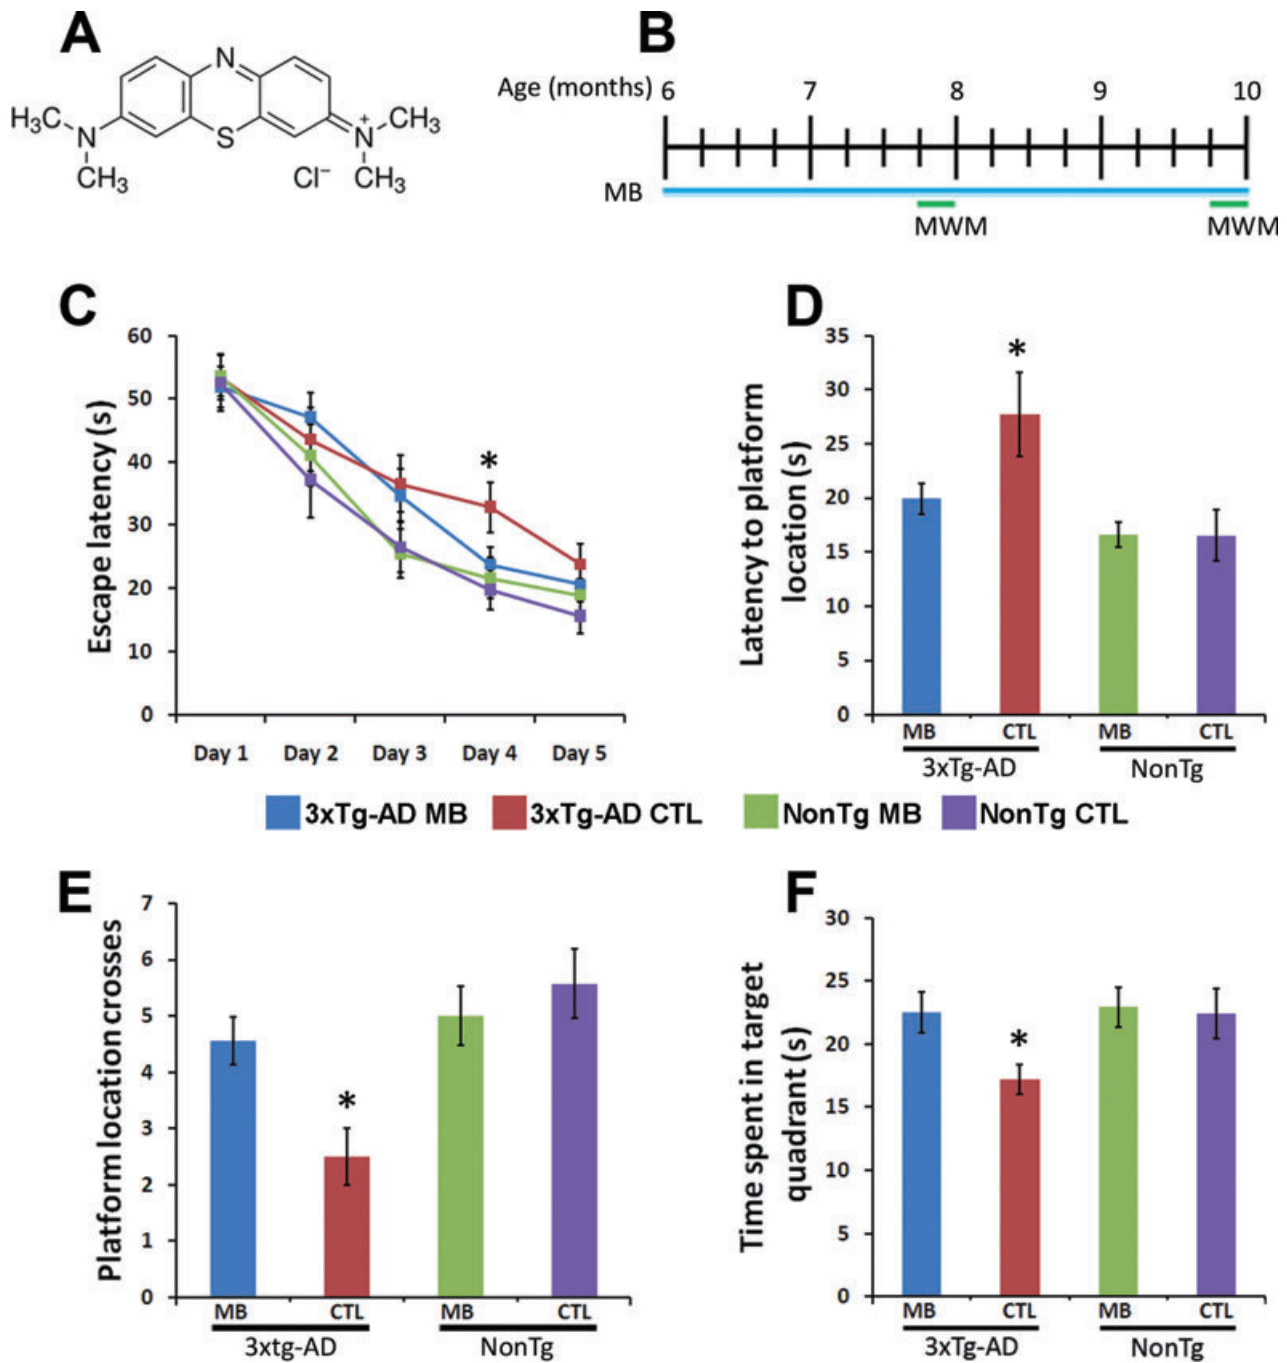 A
N
H₃C
N
CH₃
S
Cl⁻
N⁺
CH₃
CH₃
B
Age (months) 6 7 8 9 10
MB
MWM MWM
C
Escape latency (s)
60
50
40
30
20
10
0
*
Day 1 Day 2 Day 3 Day 4 Day 5
D
Latency to platform
location (s)
35
30
25
20
15
10
5
0
*
MB CTL MB CTL
3xTg-AD NonTg
3xTg-AD MB 3xTg-AD CTL NonTg MB NonTg CTL
E
Platform location crosses
7
6
5
4
3
2
1
0
*
MB CTL MB CTL
3xtg-AD NonTg
F
Time spent in target
quadrant (s)
30
25
20
15
10
5
0
*
MB CTL MB CTL
3xTg-AD NonTg